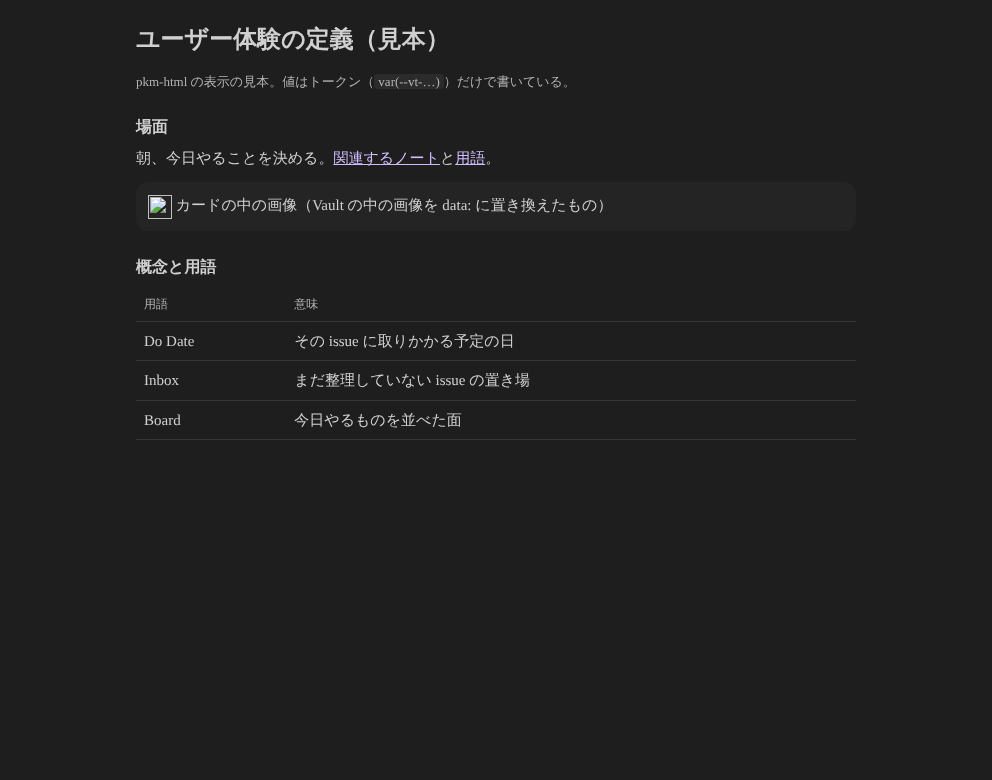 ユーザー体験の定義（見本）
pkm-html の表示の見本。値はトークン（var(--vt-…)）だけで書いている。
場面
朝、今日やることを決める。関連するノートと用語。
カードの中の画像（Vault の中の画像を data: に置き換えたもの）
概念と用語
用語 意味
Do Date その issue に取りかかる予定の日
Inbox まだ整理していない issue の置き場
Board 今日やるものを並べた面